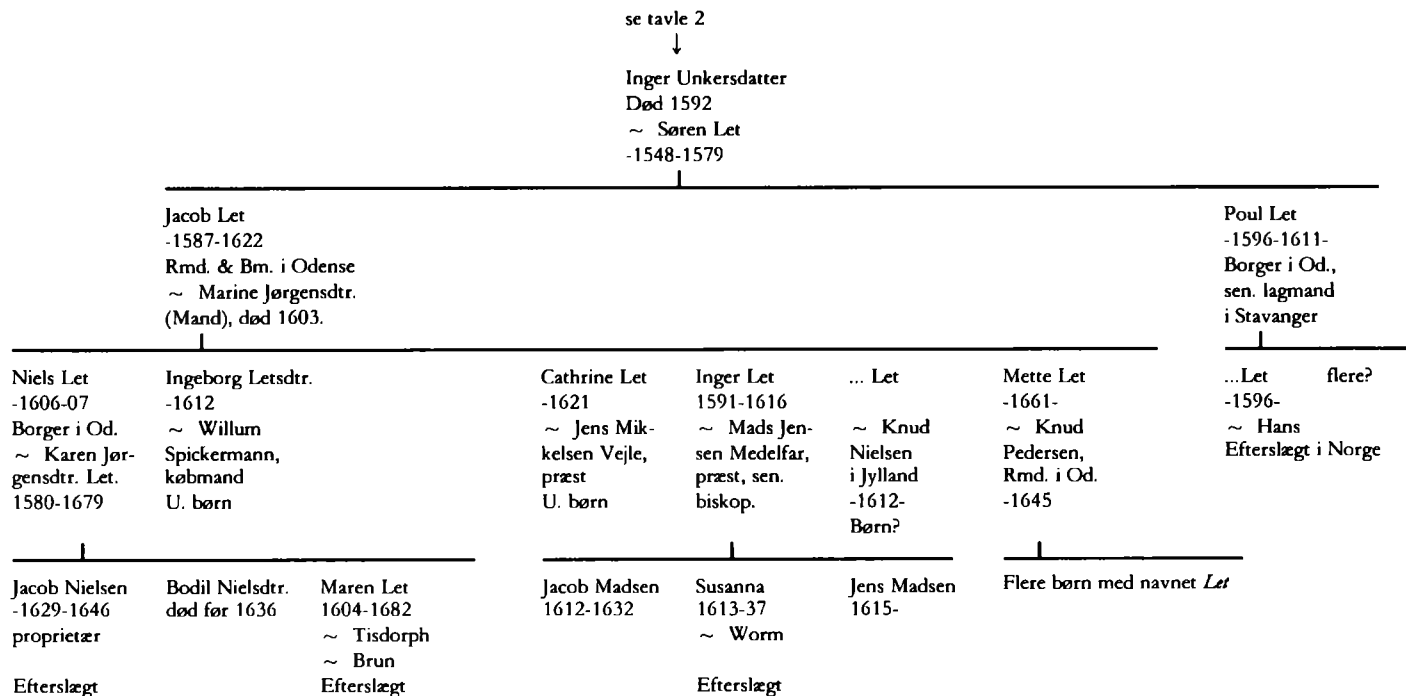 se tavle 2
↓
Inger Unkersdatter
Død 1592
~ Søren Let
-1548-1579
Jacob Let
-1587-1622
Rmd. & Bm. i Odense
~ Marine Jørgensdtr.
(Mand), død 1603.
Poul Let
-1596-1611-
Borger i Od.,
sen. lagmand
i Stavanger
Niels Let
-1606-07
Borger i Od.
~ Karen Jør-
gensdtr. Let.
1580-1679
Ingeborg Letsdtr.
-1612
~ Willum
Spickermann,
købmand
U. børn
Cathrine Let
-1621
~ Jens Mik-
kelsen Vejle,
præst
U. børn
Inger Let
1591-1616
~ Mads Jen-
sen Medelfar,
præst, sen.
biskop.
... Let
~ Knud
Nielsen
i Jylland
-1612-
Børn?
Mette Let
-1661-
~ Knud
Pedersen,
Rmd. i Od.
-1645
...Let flere?
-1596-
~ Hans
Efterslægt i Norge
Jacob Nielsen
-1629-1646
proprietær
Efterslægt
Bodil Nielsdtr.
død før 1636
Maren Let
1604-1682
~ Tisdorph
~ Brun
Efterslægt
Jacob Madsen
1612-1632
Susanna
1613-37
~ Worm
Efterslægt
Jens Madsen
1615-
Flere børn med navnet Let